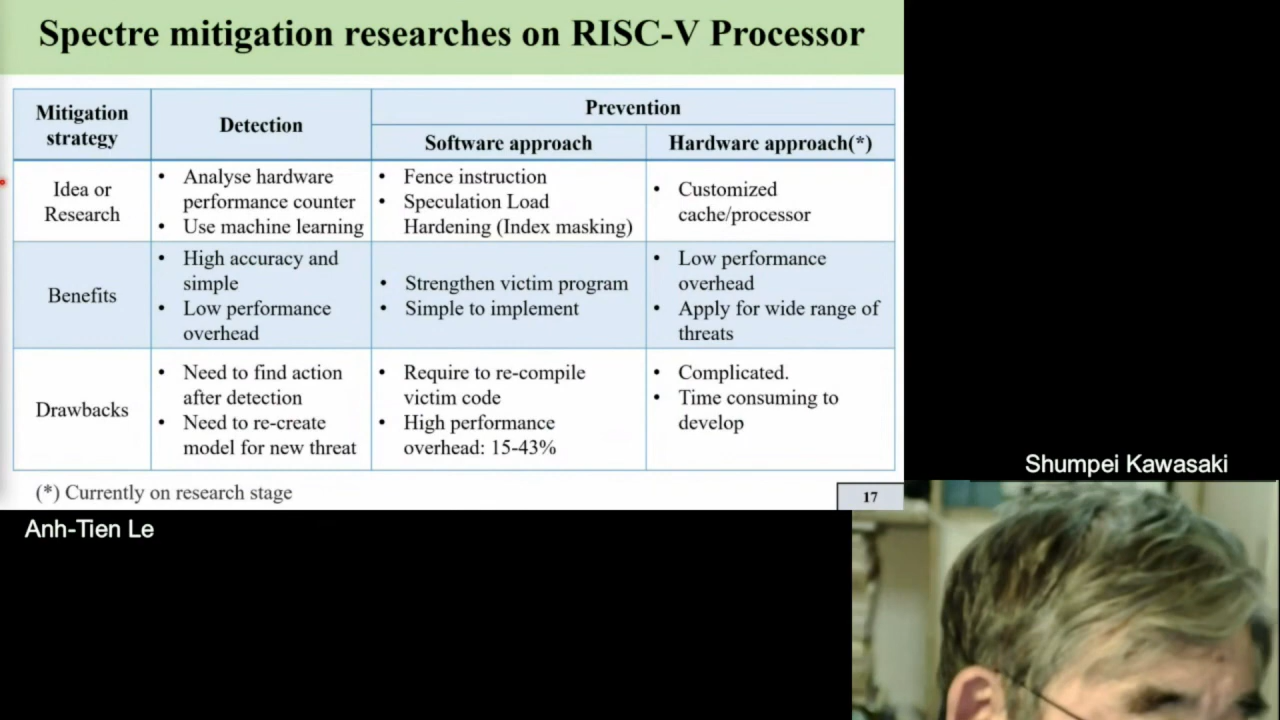 Spectre mitigation researches on RISC-V Processor
Mitigation
strategy
Detection
Prevention
Software approach
Hardware approach(*)
Idea or
Research
• Analyse hardware
performance counter
• Use machine learning
• Fence instruction
• Speculation Load
Hardening (Index masking)
• Customized
cache/processor
Benefits
• High accuracy and
simple
• Low performance
overhead
• Strengthen victim program
• Simple to implement
• Low performance
overhead
• Apply for wide range of
threats
Drawbacks
• Need to find action
after detection
• Need to re-create
model for new threat
• Require to re-compile
victim code
• High performance
overhead: 15-43%
• Complicated.
• Time consuming to
develop
(*) Currently on research stage
17
Shumpei Kawasaki
Anh-Tien Le